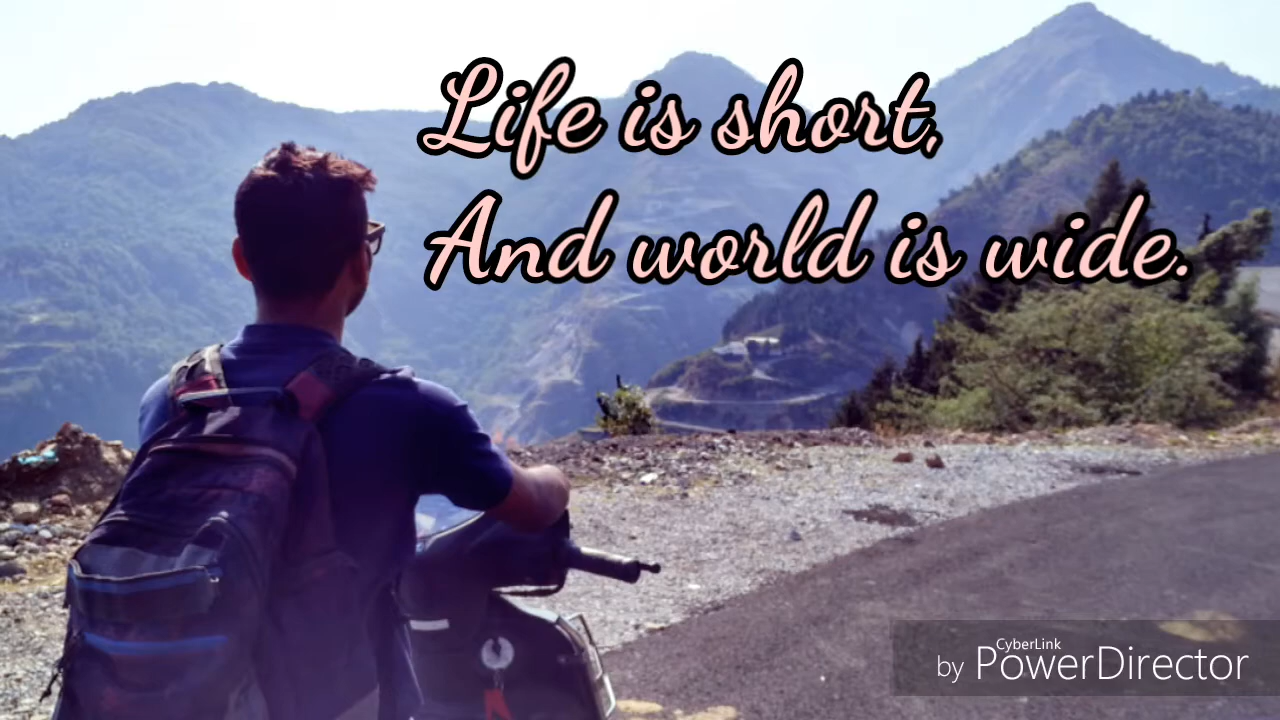 Life is short,
And world is wide.
CyberLink
by PowerDirector